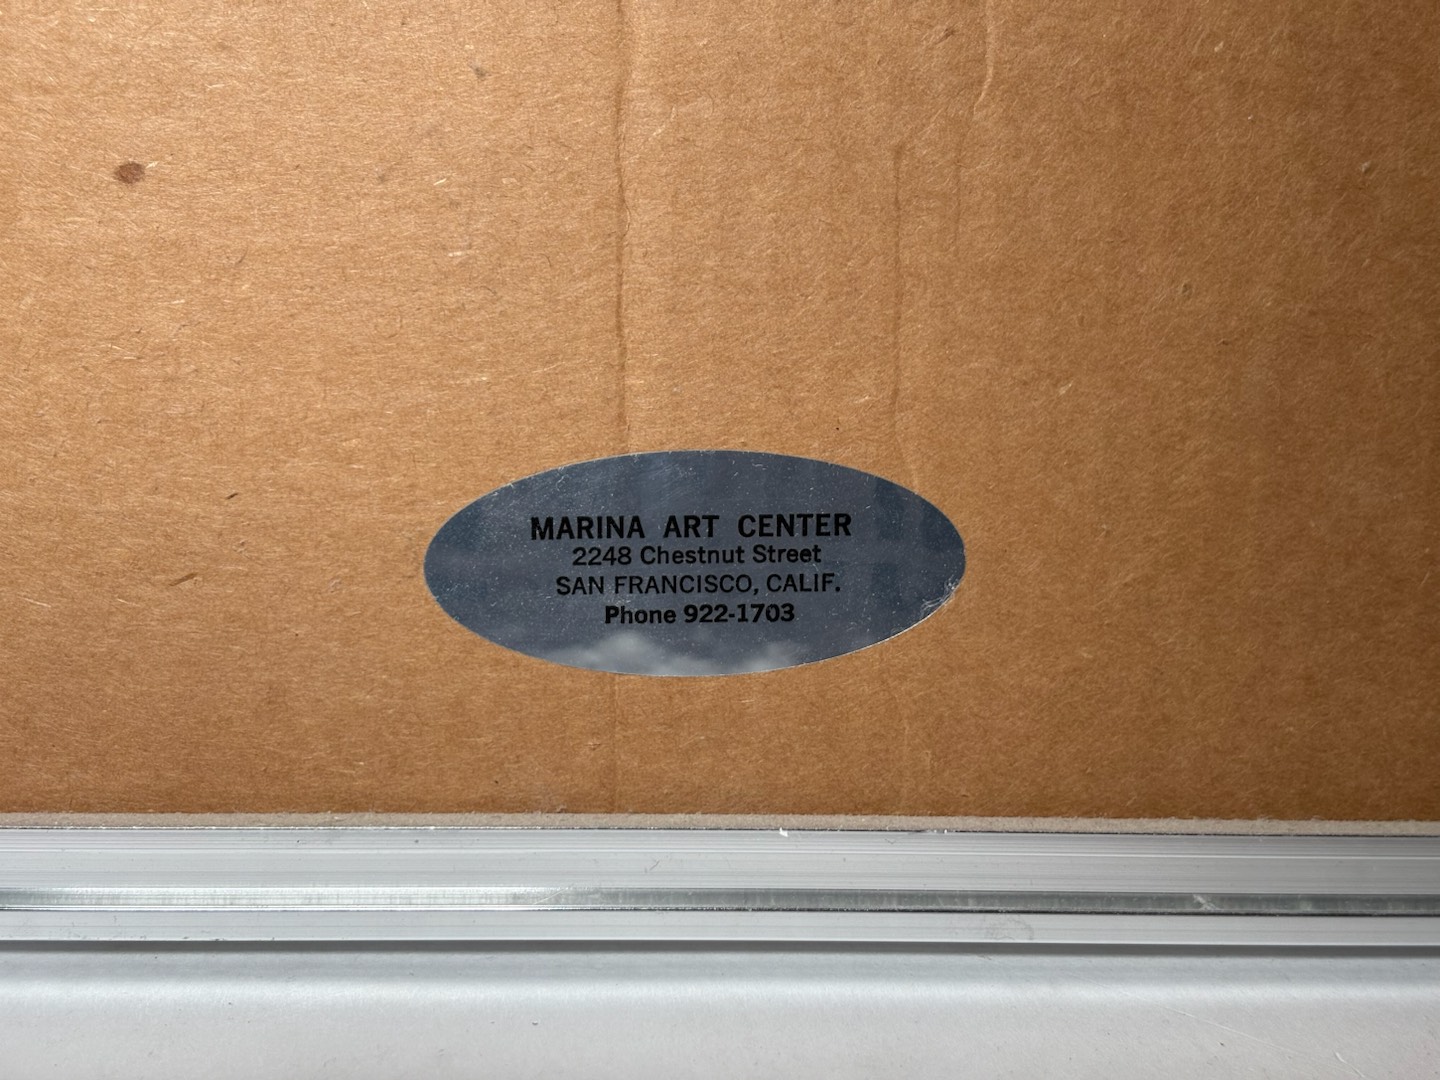 MARINA ART CENTER
2248 Chestnut Street
SAN FRANCISCO, CALIF.
Phone 922-1703